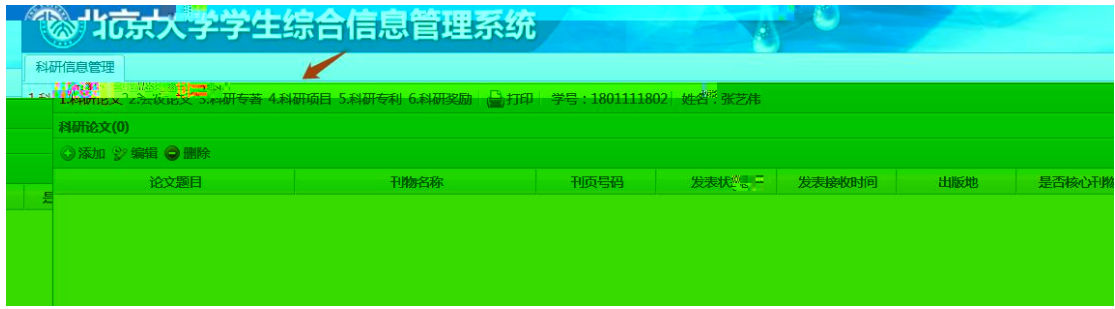 北京大学学生综合信息管理系统
科研信息管理
1.科研论文 2.会议论文 3.科研专著 4.科研项目 5.科研专利 6.科研奖励 打印 学号：1801111802 姓名：张艺伟
科研论文(0)
添加 编辑 删除
论文题目 刊物名称 刊页号码 发表状 发表接收时间 出版地 是否核心刊物